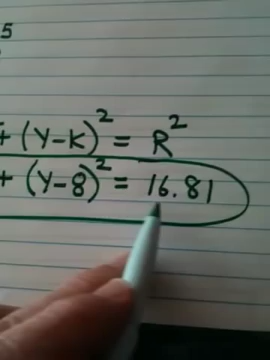 5
+ (Y-K)² = R²
+ (Y-8)² = 16.81